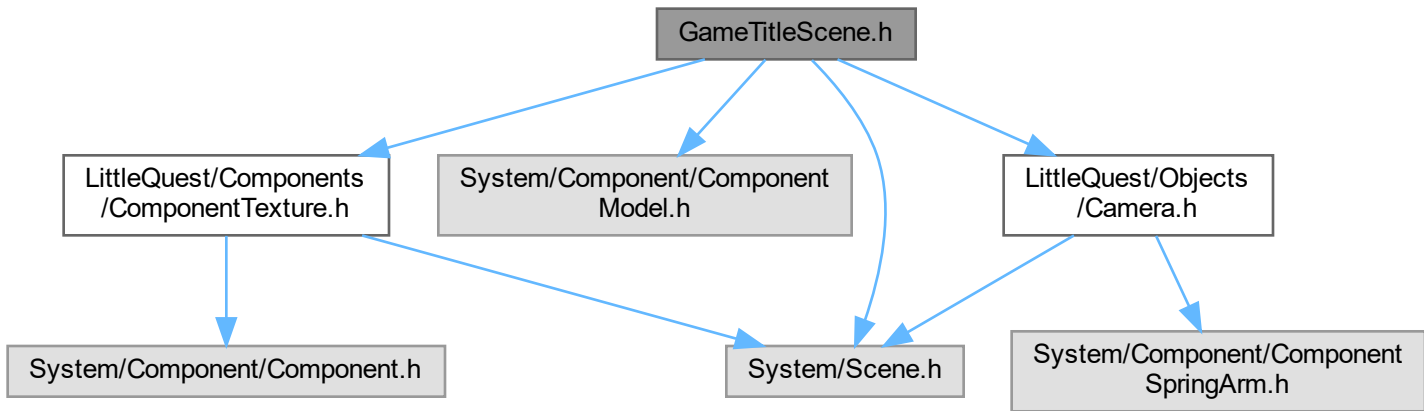 GameTitleScene.h
LittleQuest/Components
/ComponentTexture.h
System/Component/Component
Model.h
LittleQuest/Objects
/Camera.h
System/Component/Component.h
System/Scene.h
System/Component/Component
SpringArm.h